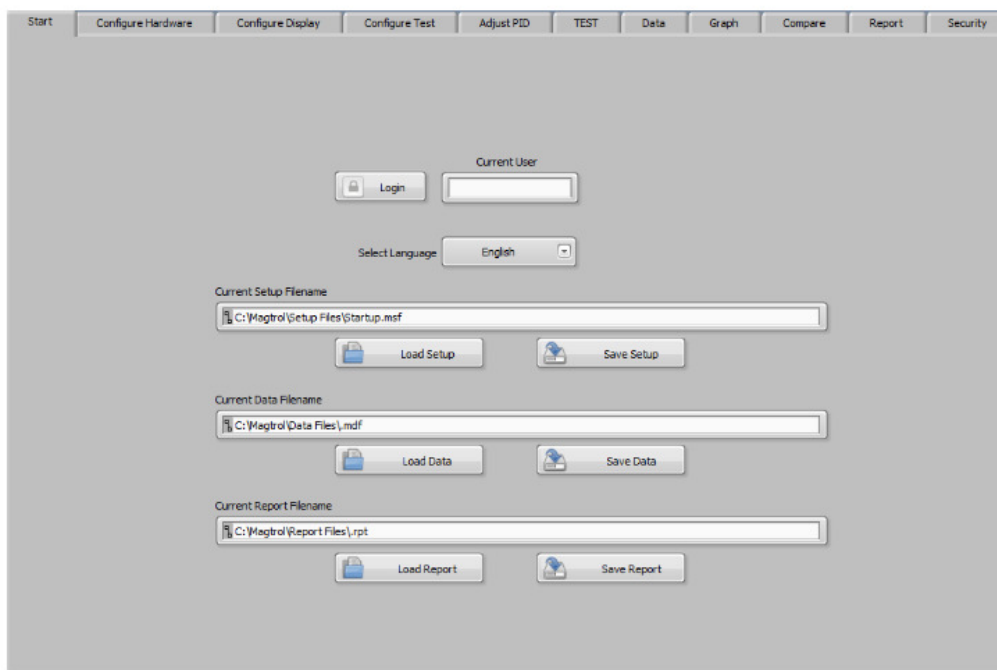 Start Configure Hardware Configure Display Configure Test Adjust PID TEST Data Graph Compare Report Security
Current User
Login
Select Language English
Current Setup Filename
C:\Magtrol\Setup Files\Startup.msf
Load Setup Save Setup
Current Data Filename
C:\Magtrol\Data Files\.mdf
Load Data Save Data
Current Report Filename
C:\Magtrol\Report Files\.rpt
Load Report Save Report